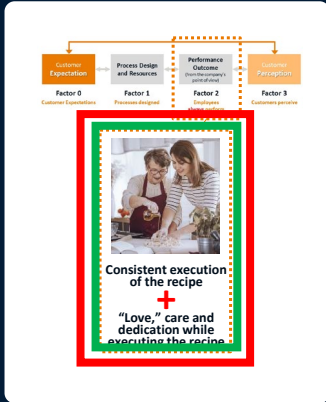 Customer
Expectation
Process Design
and Resources
Performance
Outcome
(from the company's
point of view)
Customer
Perception
Factor 0
Factor 1
Factor 2
Factor 3
Customer Expectations
Processes designed
Employees
Customers perceive
Consistent execution
of the recipe
+
“Love,” care and
dedication while
executing the recipe